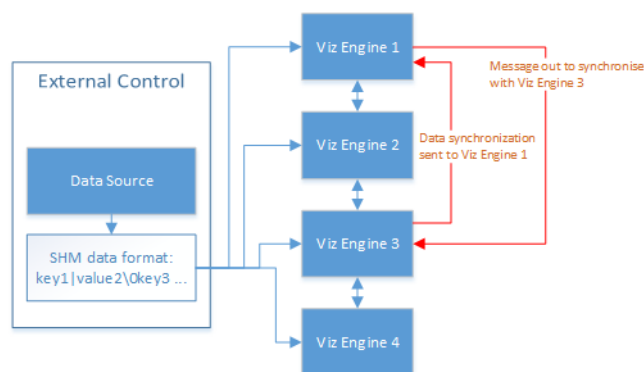 External Control
Data Source
SHM data format:
key1|value2\0key3 ...
Viz Engine 1
Viz Engine 2
Viz Engine 3
Viz Engine 4
Message out to synchronise
with Viz Engine 3
Data synchronization
sent to Viz Engine 1